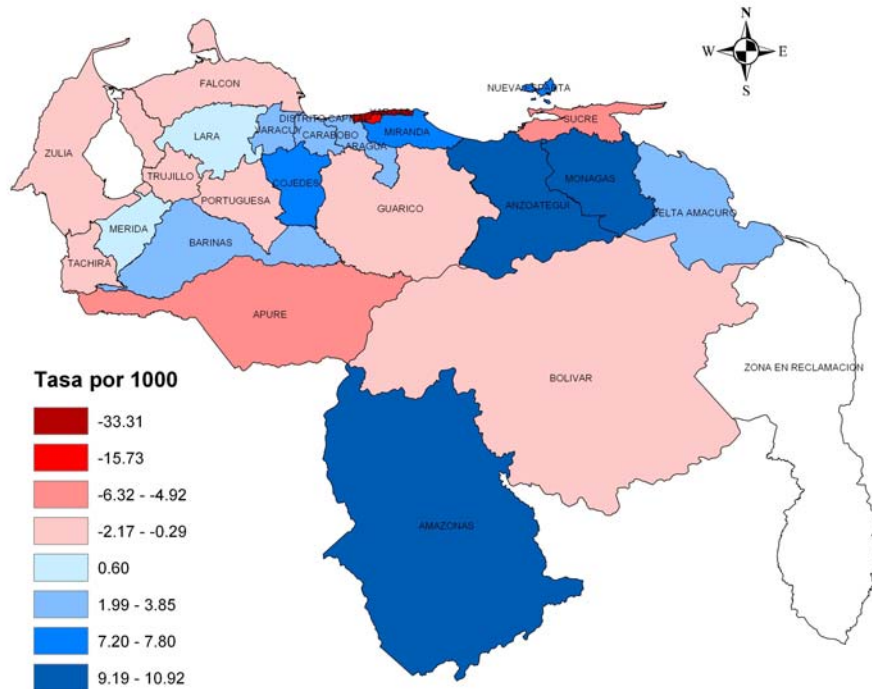 N
W E
S
FALCON
NUEVA ESPARTA
VARGAS
DISTRITO CAPITAL
SUCRE
LARA
YARACUY
CARABOBO
MIRANDA
ARAGUA
ZULIA
TRUJILLO
COJEDES
MONAGAS
PORTUGUESA
GUARICO
ANZOATEGUI
DELTA AMACURO
MERIDA
BARINAS
TACHIRA
APURE
BOLIVAR
ZONA EN RECLAMACION
AMAZONAS
Tasa por 1000
-33.31
-15.73
-6.32 - -4.92
-2.17 - -0.29
0.60
1.99 - 3.85
7.20 - 7.80
9.19 - 10.92